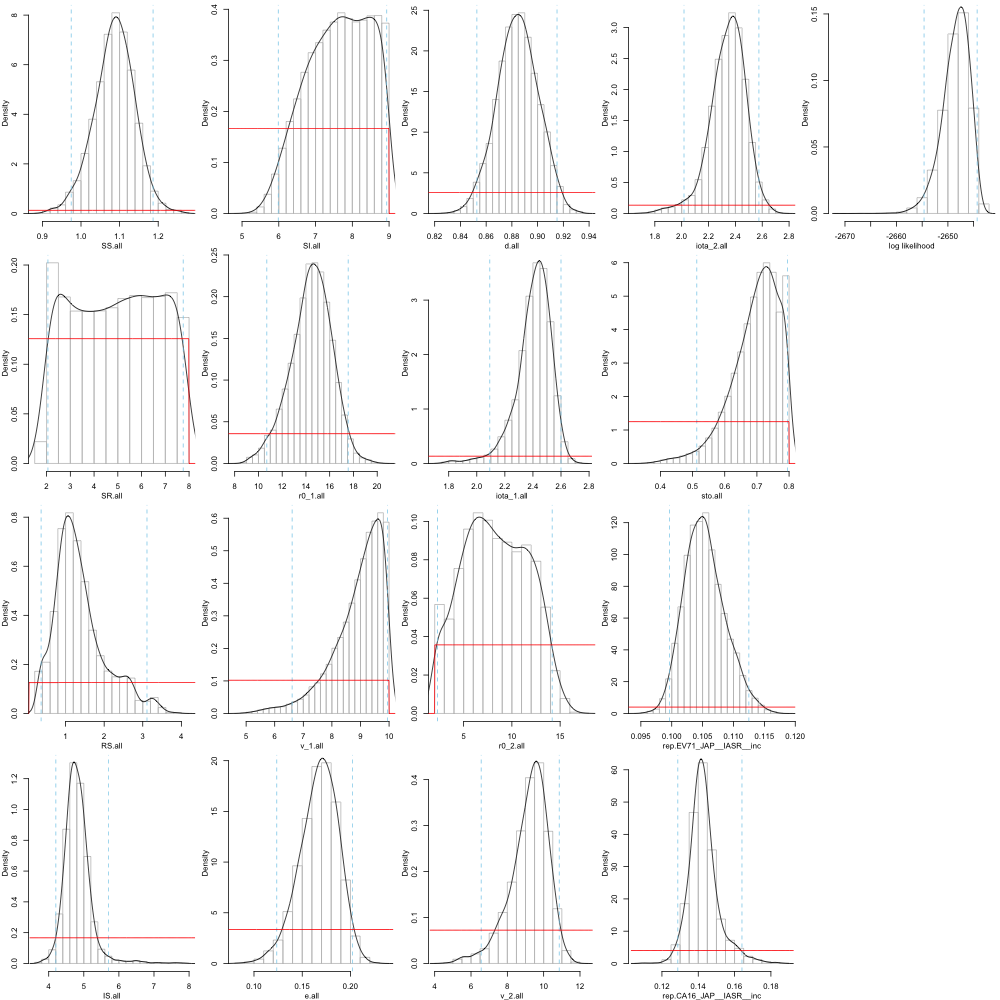 Density
0 2 4 6 8
0.9 1.0 1.1 1.2
SS.all
Density
0.0 0.1 0.2 0.3 0.4
5 6 7 8 9
SI.all
Density
0 5 10 15 20 25
0.82 0.84 0.86 0.88 0.90 0.92 0.94
d.all
Density
0.0 0.5 1.0 1.5 2.0 2.5 3.0
1.8 2.0 2.2 2.4 2.6 2.8
iota_2.all
Density
0.00 0.05 0.10 0.15
-2670 -2660 -2650
log likelihood
Density
0.00 0.05 0.10 0.15 0.20
2 3 4 5 6 7 8
SR.all
Density
0.00 0.05 0.10 0.15 0.20 0.25
8 10 12 14 16 18 20
r0_1.all
Density
0 1 2 3
1.8 2.0 2.2 2.4 2.6 2.8
iota_1.all
Density
0 1 2 3 4 5 6
0.4 0.5 0.6 0.7 0.8
sto.all
Density
0.0 0.2 0.4 0.6 0.8
1 2 3 4
RS.all
Density
0.0 0.1 0.2 0.3 0.4 0.5 0.6
5 6 7 8 9 10
v_1.all
Density
0.00 0.02 0.04 0.06 0.08 0.10
5 10 15
r0_2.all
Density
0 20 40 60 80 100 120
0.095 0.100 0.105 0.110 0.115 0.120
rep.EV71_JAP__IASR__inc
Density
0.0 0.2 0.4 0.6 0.8 1.0 1.2
4 5 6 7 8
IS.all
Density
0 5 10 15 20
0.10 0.15 0.20
e.all
Density
0.0 0.1 0.2 0.3 0.4
4 6 8 10 12
v_2.all
Density
0 10 20 30 40 50 60
0.12 0.14 0.16 0.18
rep.CA16_JAP__IASR__inc